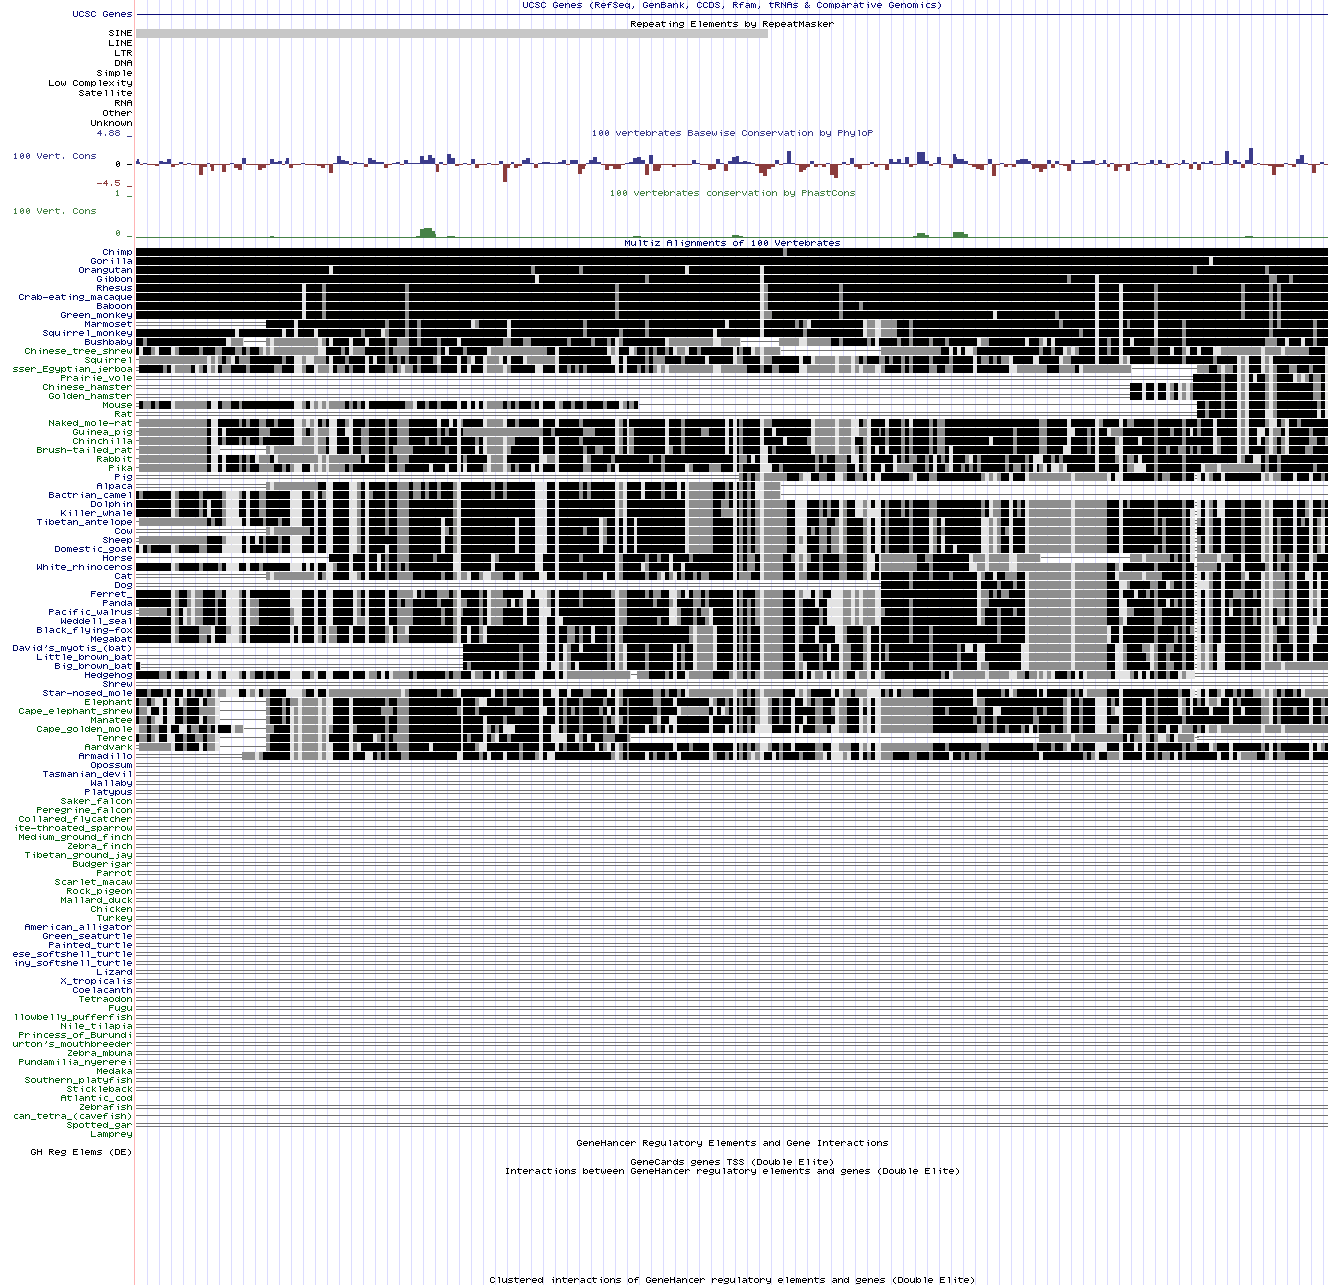 UCSC Genes (RefSeq, GenBank, CCDS, Rfam, tRNAs & Comparative Genomics)
UCSC Genes
Repeating Elements by RepeatMasker
SINE
LINE
LTR
DNA
Simple
Low Complexity
Satellite
RNA
Other
Unknown
4.88 _
100 vertebrates Basewise Conservation by PhyloP
100 Vert. Cons
0 _
-4.5 _
100 vertebrates conservation by PhastCons
1 _
100 Vert. Cons
0 _
Multiz Alignments of 100 Vertebrates
Chimp
Gorilla
Orangutan
Gibbon
Rhesus
Crab-eating_macaque
Baboon
Green_monkey
Marmoset
Squirrel_monkey
Bushbaby
Chinese_tree_shrew
Squirrel
sser_Egyptian_jerboa
Prairie_vole
Chinese_hamster
Golden_hamster
Mouse
Rat
Naked_mole-rat
Guinea_pig
Chinchilla
Brush-tailed_rat
Rabbit
Pika
Pig
Alpaca
Bactrian_camel
Dolphin
Killer_whale
Tibetan_antelope
Cow
Sheep
Domestic_goat
Horse
White_rhinoceros
Cat
Dog
Ferret_
Panda
Pacific_walrus
Weddell_seal
Black_flying-fox
Megabat
David's_myotis_(bat)
Little_brown_bat
Big_brown_bat
Hedgehog
Shrew
Star-nosed_mole
Elephant
Cape_elephant_shrew
Manatee
Cape_golden_mole
Tenrec
Aardvark
Armadillo
Opossum
Tasmanian_devil
Wallaby
Platypus
Saker_falcon
Peregrine_falcon
Collared_flycatcher
ite-throated_sparrow
Medium_ground_finch
Zebra_finch
Tibetan_ground_jay
Budgerigar
Parrot
Scarlet_macaw
Rock_pigeon
Mallard_duck
Chicken
Turkey
American_alligator
Green_seaturtle
Painted_turtle
ese_softshell_turtle
iny_softshell_turtle
Lizard
X_tropicalis
Coelacanth
Tetraodon
Fugu
llowbelly_pufferfish
Nile_tilapia
Princess_of_Burundi
urton's_mouthbreeder
Zebra_mbuna
Pundamilia_nyererei
Medaka
Southern_platyfish
Stickleback
Atlantic_cod
Zebrafish
can_tetra_(cavefish)
Spotted_gar
Lamprey
GeneHancer Regulatory Elements and Gene Interactions
GH Reg Elems (DE)
GeneCards genes TSS (Double Elite)
Interactions between GeneHancer regulatory elements and genes (Double Elite)
Clustered interactions of GeneHancer regulatory elements and genes (Double Elite)